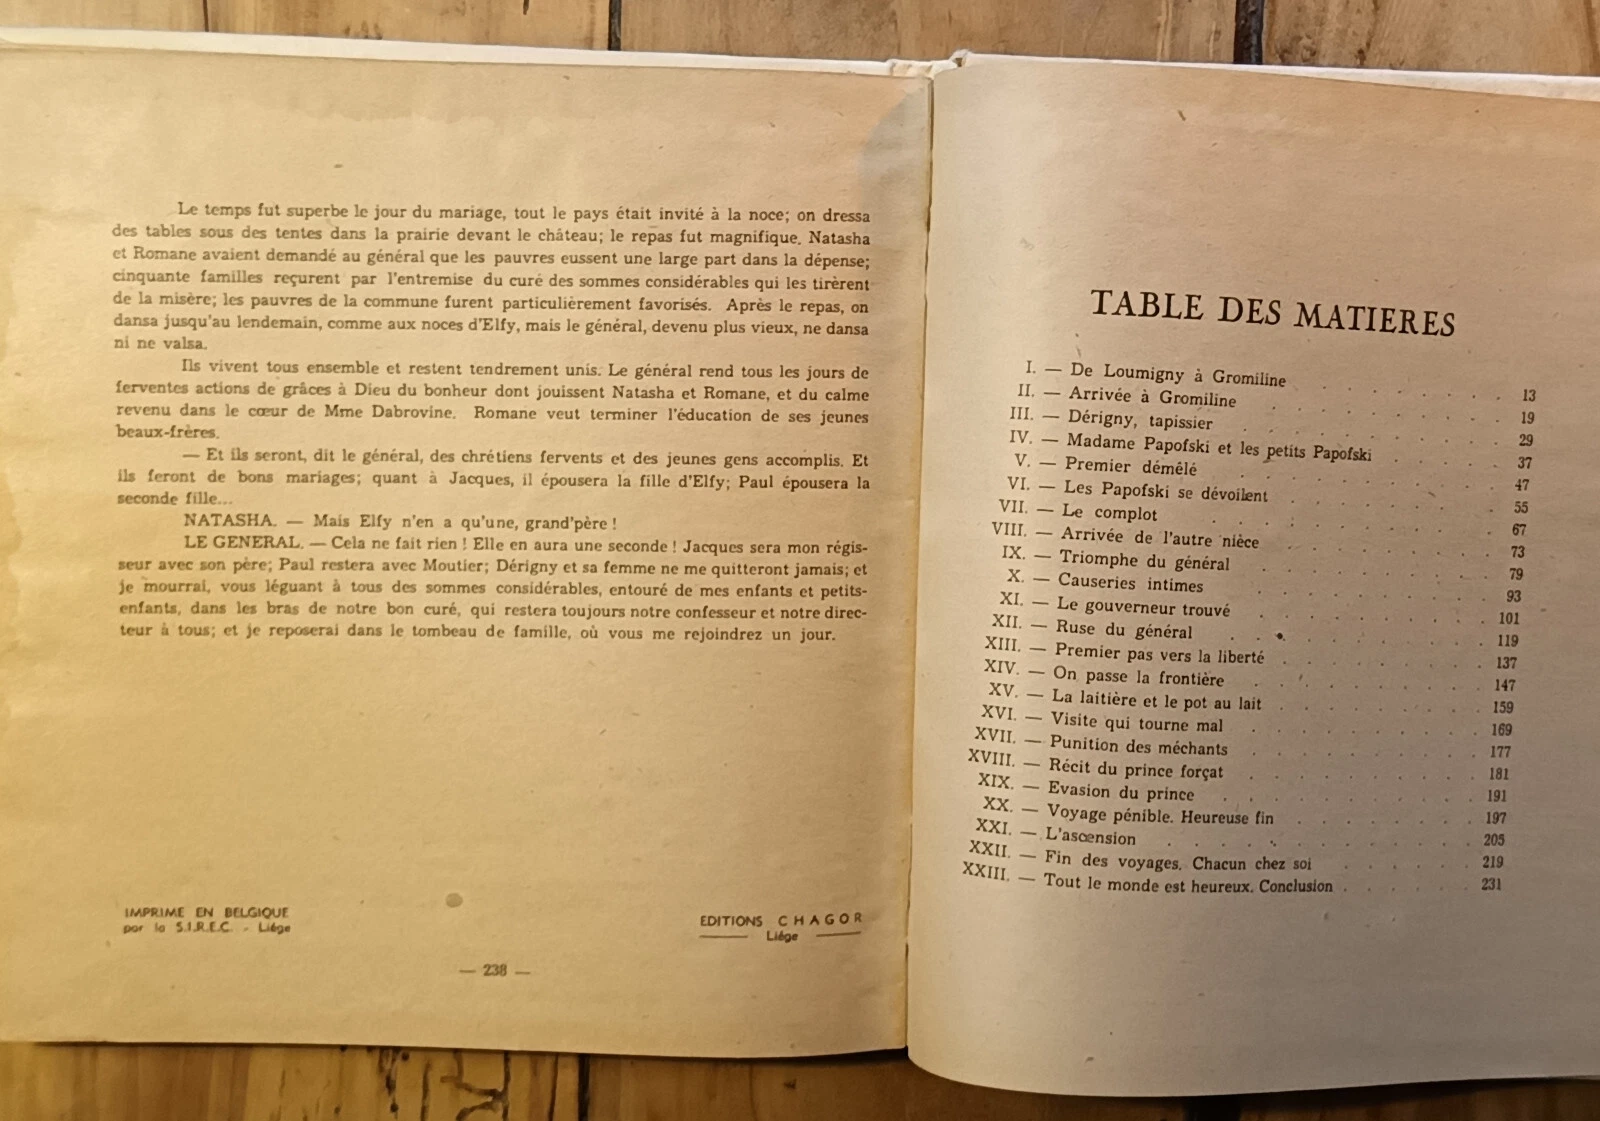 Le temps fut superbe le jour du mariage, tout le pays était invité à la noce; on dressa
des tables sous des tentes dans la prairie devant le château; le repas fut magnifique. Natasha
et Romane avaient demandé au général que les pauvres eussent une large part dans la dépense;
cinquante familles reçurent par l'entremise du curé des sommes considérables qui les tirèrent
de la misère; les pauvres de la commune furent particulièrement favorisés. Après le repas, on
dansa jusqu'au lendemain, comme aux noces d'Elfy, mais le général, devenu plus vieux, ne dansa
ni ne valsa.
Ils vivent tous ensemble et restent tendrement unis. Le général rend tous les jours de
ferventes actions de grâces à Dieu du bonheur dont jouissent Natasha et Romane, et du calme
revenu dans le cœur de Mme Dabrovine. Romane veut terminer l'éducation de ses jeunes
beaux-frères.
— Et ils seront, dit le général, des chrétiens fervents et des jeunes gens accomplis. Et
ils feront de bons mariages; quant à Jacques, il épousera la fille d'Elfy; Paul épousera la
seconde fille...
NATASHA. — Mais Elfy n'en a qu'une, grand'père !
LE GENERAL. — Cela ne fait rien ! Elle en aura une seconde ! Jacques sera mon régis-
seur avec son père; Paul restera avec Moutier; Dérigny et sa femme ne me quitteront jamais; et
je mourrai, vous léguant à tous des sommes considérables, entouré de mes enfants et petits-
enfants, dans les bras de notre bon curé, qui restera toujours notre confesseur et notre direc-
teur à tous; et je reposerai dans le tombeau de famille, où vous me rejoindrez un jour.
IMPRIME EN BELGIQUE
par la S.I.R.E.C. - Liége
EDITIONS CHAGOR
Liége
— 238 —
TABLE DES MATIERES
I. — De Loumigny à Gromiline . . . . . . . . 13
II. — Arrivée à Gromiline . . . . . . . . 19
III. — Dérigny, tapissier . . . . . . . . 29
IV. — Madame Papofski et les petits Papofski . . . . 37
V. — Premier démêlé . . . . . . . . 47
VI. — Les Papofski se dévoilent . . . . . . . . 55
VII. — Le complot . . . . . . . . 67
VIII. — Arrivée de l'autre nièce . . . . . . . . 73
IX. — Triomphe du général . . . . . . . . 79
X. — Causeries intimes . . . . . . . . 93
XI. — Le gouverneur trouvé . . . . . . . . 101
XII. — Ruse du général . . . . . . . . 119
XIII. — Premier pas vers la liberté . . . . . . . . 137
XIV. — On passe la frontière . . . . . . . . 147
XV. — La laitière et le pot au lait . . . . . . . . 159
XVI. — Visite qui tourne mal . . . . . . . . 169
XVII. — Punition des méchants . . . . . . . . 177
XVIII. — Récit du prince forçat . . . . . . . . 181
XIX. — Evasion du prince . . . . . . . . 191
XX. — Voyage pénible. Heureuse fin . . . . . . . . 197
XXI. — L'ascension . . . . . . . . 205
XXII. — Fin des voyages. Chacun chez soi . . . . . . 219
XXIII. — Tout le monde est heureux. Conclusion . . . . . . 231